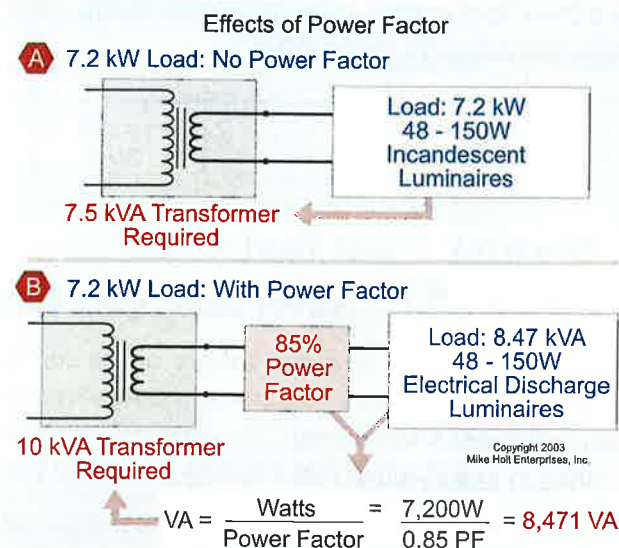 Effects of Power Factor
A 7.2 kW Load: No Power Factor
Load: 7.2 kW
48 - 150W
Incandescent
Luminaires
7.5 kVA Transformer
Required
B 7.2 kW Load: With Power Factor
85%
Power
Factor
Load: 8.47 kVA
48 - 150W
Electrical Discharge
Luminaires
10 kVA Transformer
Required
Copyright 2003
Mike Holt Enterprises, Inc.
VA = Watts / Power Factor = 7,200W / 0.85 PF = 8,471 VA